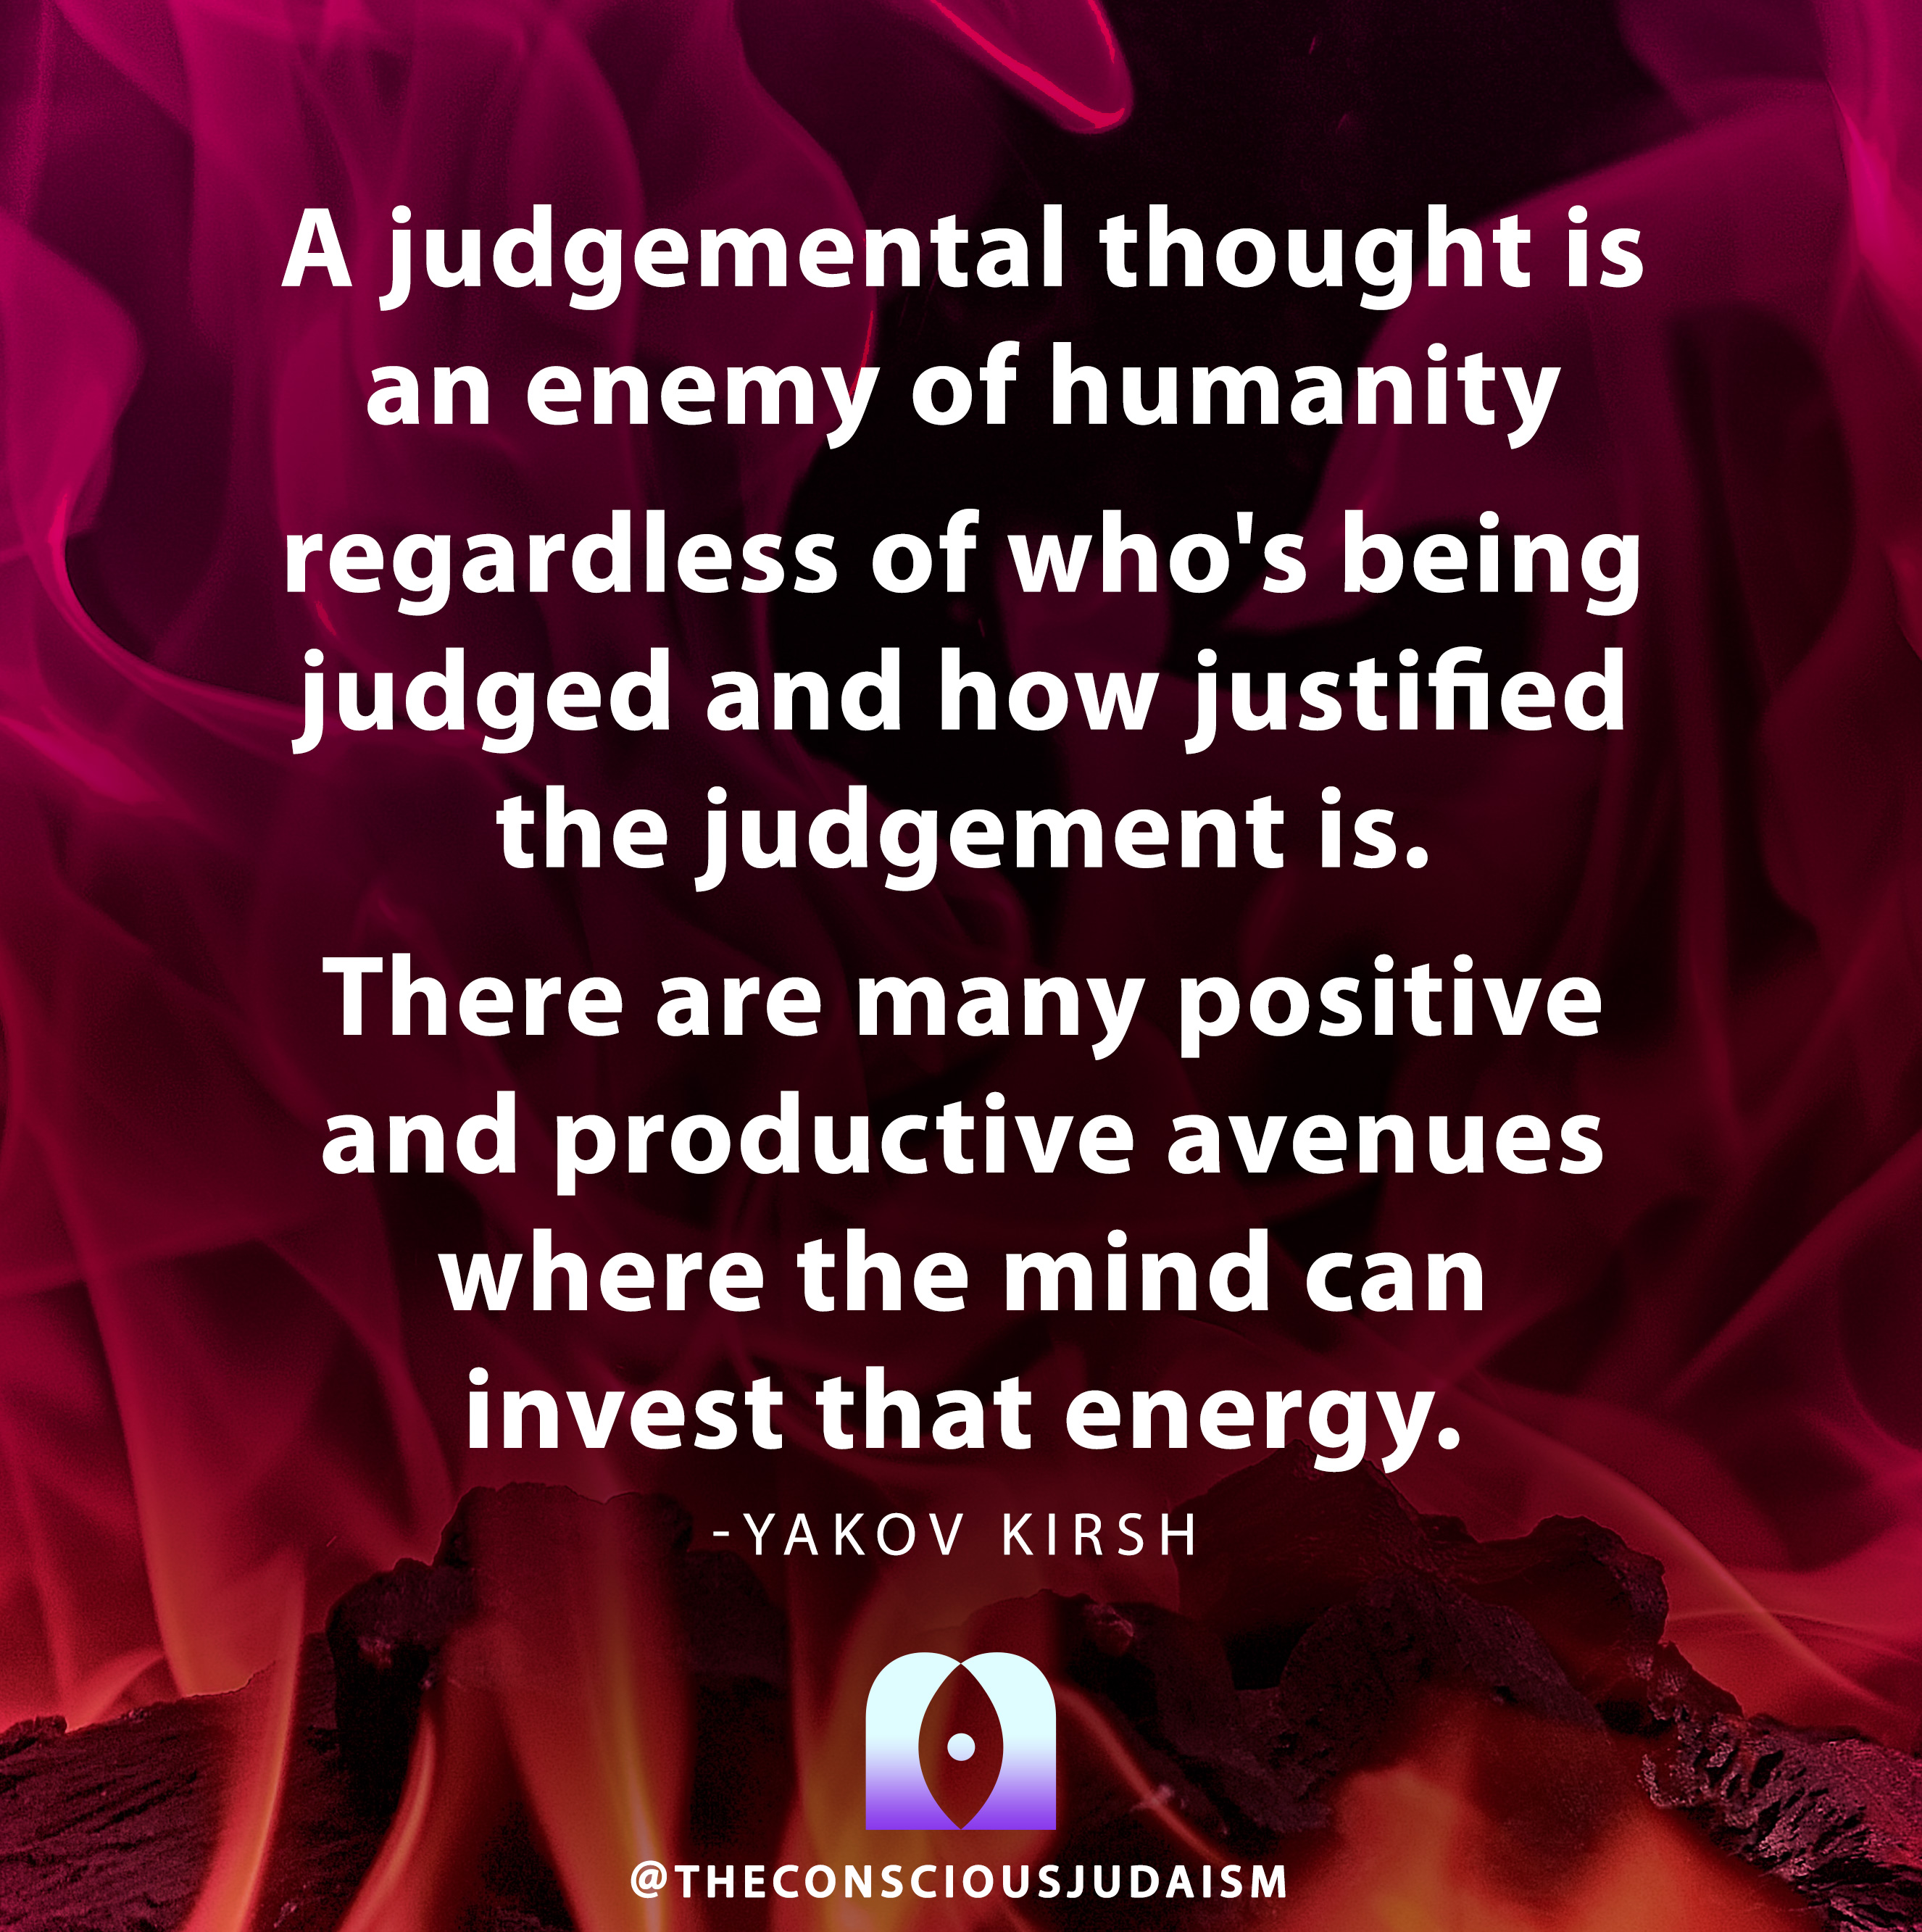 A judgemental thought is
an enemy of humanity
regardless of who's being
judged and how justified
the judgement is.
There are many positive
and productive avenues
where the mind can
invest that energy.
-YAKOV KIRSH
@THECONSCIOUSJUDAISM